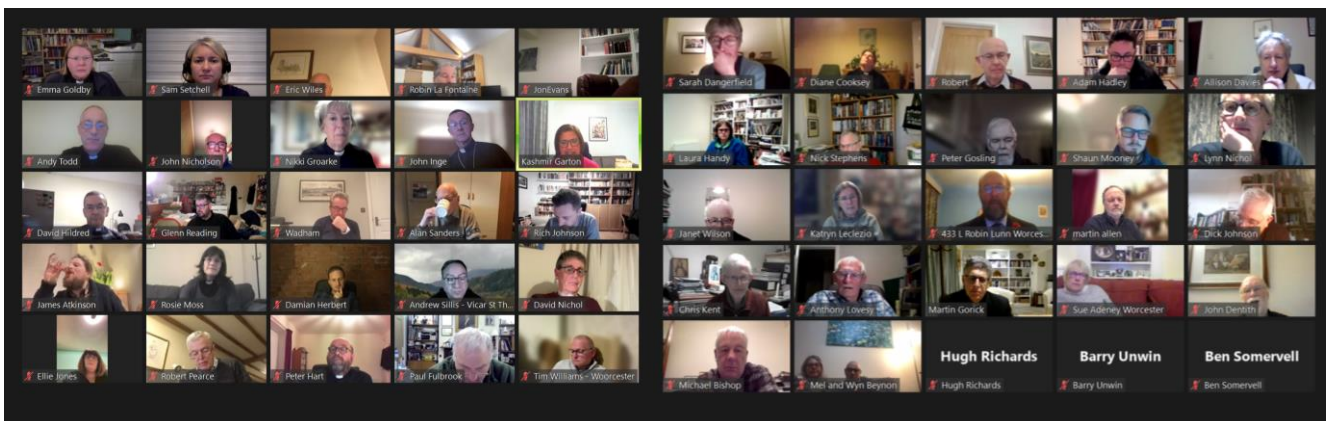 Emma Goldby
Sam Setchell
Eric Wiles
Robin La Fontaine
JonEvans
Andy Todd
John Nicholson
Nikki Groarke
John Inge
Kashmir Garton
David Hildred
Glenn Reading
Wadham
Alan Sanders
Rich Johnson
James Atkinson
Rosie Moss
Damian Herbert
Andrew Sillis - Vicar St Th...
David Nichol
Ellie Jones
Robert Pearce
Peter Hart
Paul Fulbrook
Tim Williams - Woorcester
Sarah Dangerfield
Diane Cooksey
Robert
Adam Hadley
Allison Davies
Laura Handy
Nick Stephens
Peter Gosling
Shaun Mooney
Lynn Nichol
Janet Wilson
Katryn Leclezio
433 L Robin Lunn Worces...
martin allen
Dick Johnson
Chris Kent
Anthony Lovesy
Martin Gorick
Sue Adeney Worcester
John Dentith
Michael Bishop
Mel and Wyn Beynon
Hugh Richards
Hugh Richards
Barry Unwin
Barry Unwin
Ben Somervell
Ben Somervell